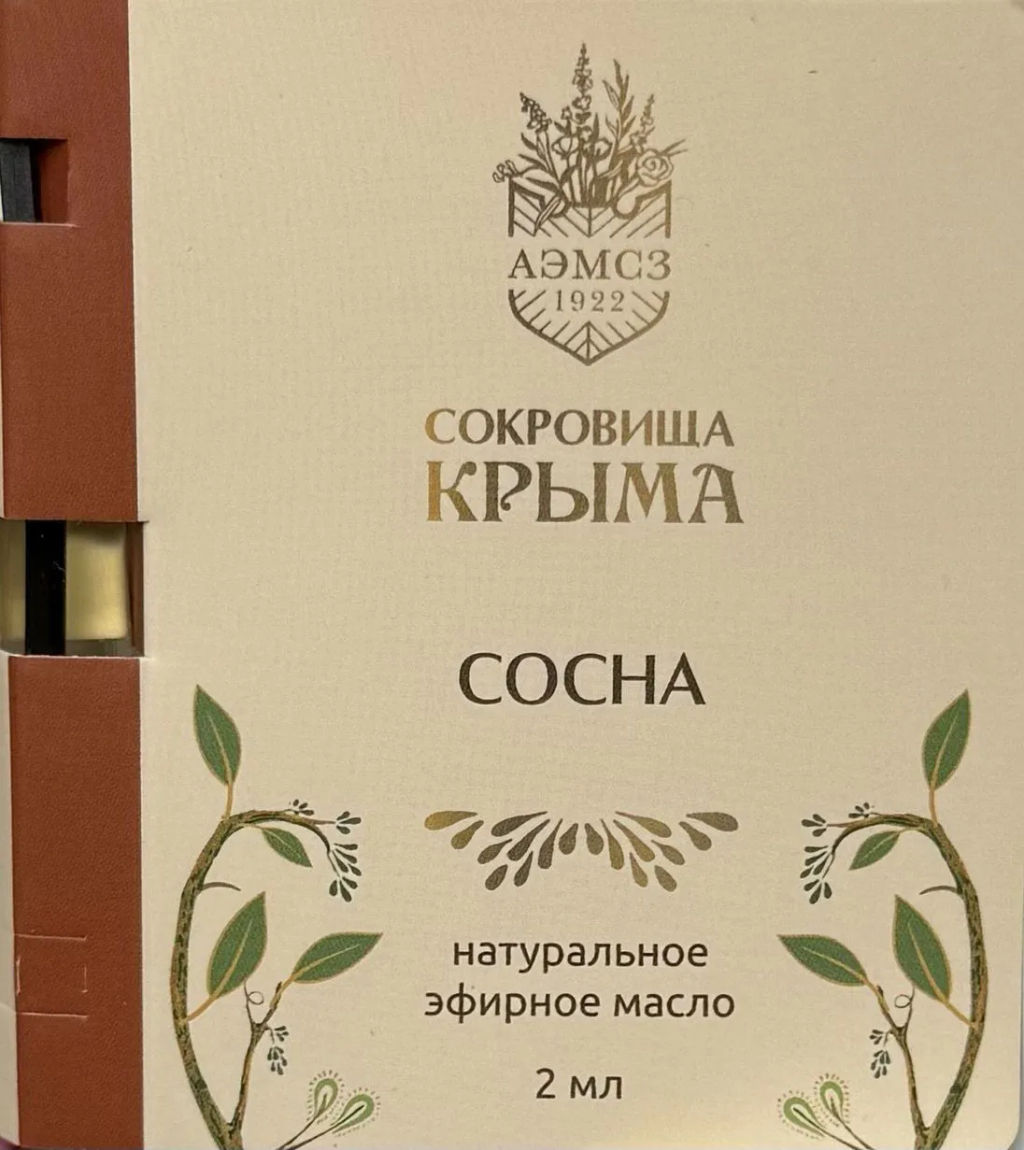 АЭМСЗ
1922
СОКРОВИЩА
КРЫМА
СОСНА
натуральное
эфирное масло
2 мл